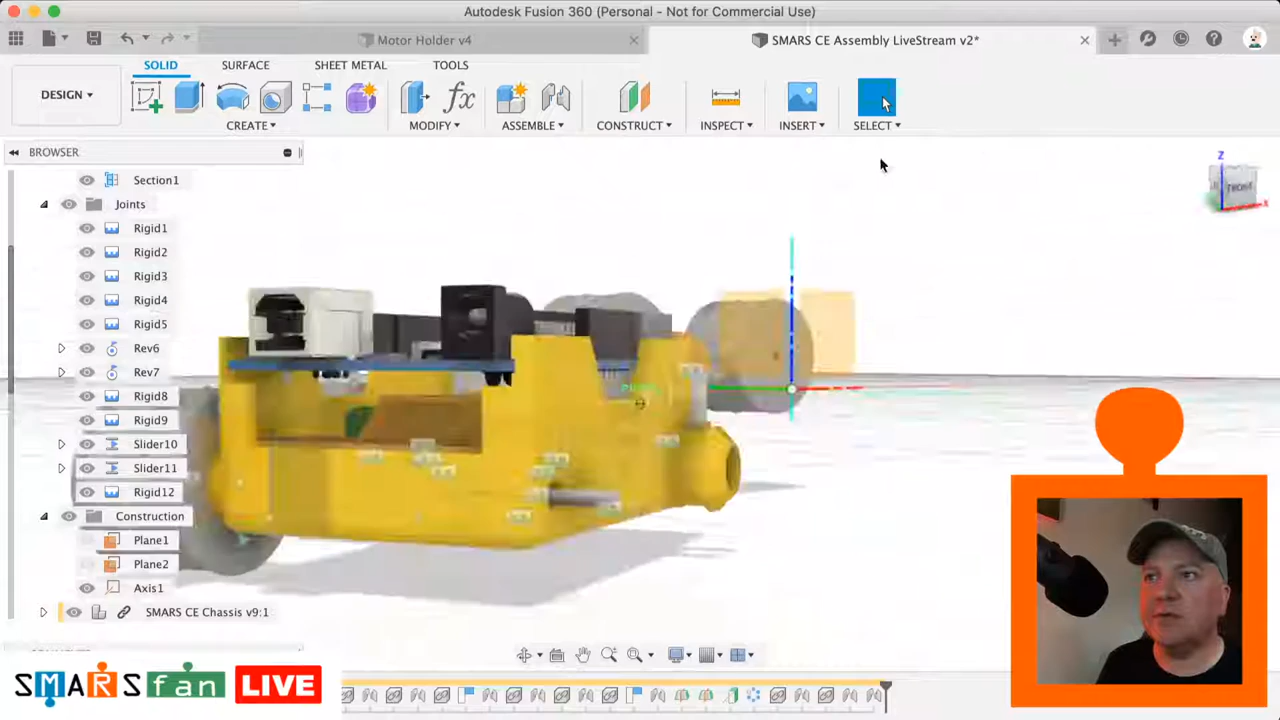 Autodesk Fusion 360 (Personal - Not for Commercial Use)
Motor Holder v4
SMARS CE Assembly LiveStream v2*
DESIGN
SOLID
SURFACE
SHEET METAL
TOOLS
CREATE
MODIFY
ASSEMBLE
CONSTRUCT
INSPECT
INSERT
SELECT
BROWSER
Section1
Joints
Rigid1
Rigid2
Rigid3
Rigid4
Rigid5
Rev6
Rev7
Rigid8
Rigid9
Slider10
Slider11
Rigid12
Construction
Plane1
Plane2
Axis1
SMARS CE Chassis v9:1
Z
FRONT
X
SMARSfan LIVE